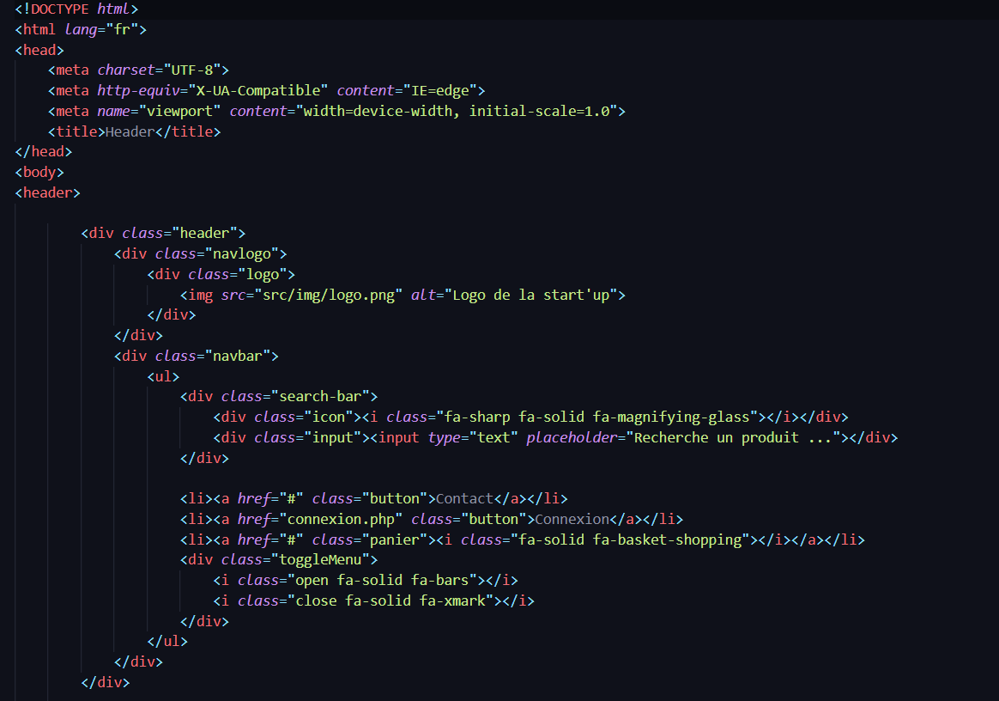 <!DOCTYPE html>
<html lang="fr">
<head>
    <meta charset="UTF-8">
    <meta http-equiv="X-UA-Compatible" content="IE=edge">
    <meta name="viewport" content="width=device-width, initial-scale=1.0">
    <title>Header</title>
</head>
<body>
<header>

        <div class="header">
            <div class="navlogo">
                <div class="logo">
                    <img src="src/img/logo.png" alt="Logo de la start'up">
                </div>
            </div>
            <div class="navbar">
                <ul>
                    <div class="search-bar">
                        <div class="icon"><i class="fa-sharp fa-solid fa-magnifying-glass"></i></div>
                        <div class="input"><input type="text" placeholder="Recherche un produit ..."></div>
                    </div>

                    <li><a href="#" class="button">Contact</a></li>
                    <li><a href="connexion.php" class="button">Connexion</a></li>
                    <li><a href="#" class="panier"><i class="fa-solid fa-basket-shopping"></i></a></li>
                    <div class="toggleMenu">
                        <i class="open fa-solid fa-bars"></i>
                        <i class="close fa-solid fa-xmark"></i>
                    </div>
                </ul>
            </div>
        </div>